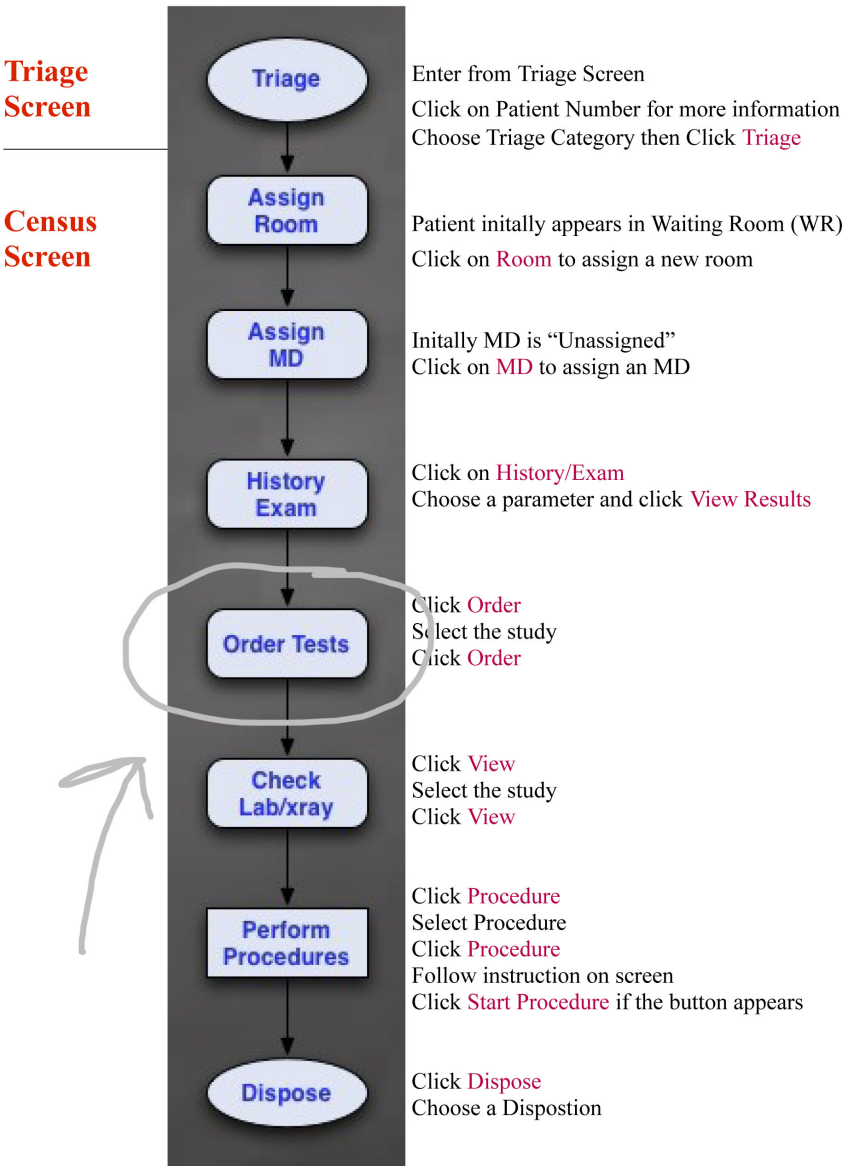 Triage
Screen
Triage
Enter from Triage Screen
Click on Patient Number for more information
Choose Triage Category then Click Triage
Census
Screen
Assign
Room
Patient initally appears in Waiting Room (WR)
Click on Room to assign a new room
Assign
MD
Initally MD is “Unassigned”
Click on MD to assign an MD
History
Exam
Click on History/Exam
Choose a parameter and click View Results
Order Tests
Click Order
Select the study
Click Order
Check
Lab/xray
Click View
Select the study
Click View
Perform
Procedures
Click Procedure
Select Procedure
Click Procedure
Follow instruction on screen
Click Start Procedure if the button appears
Dispose
Click Dispose
Choose a Dispostion